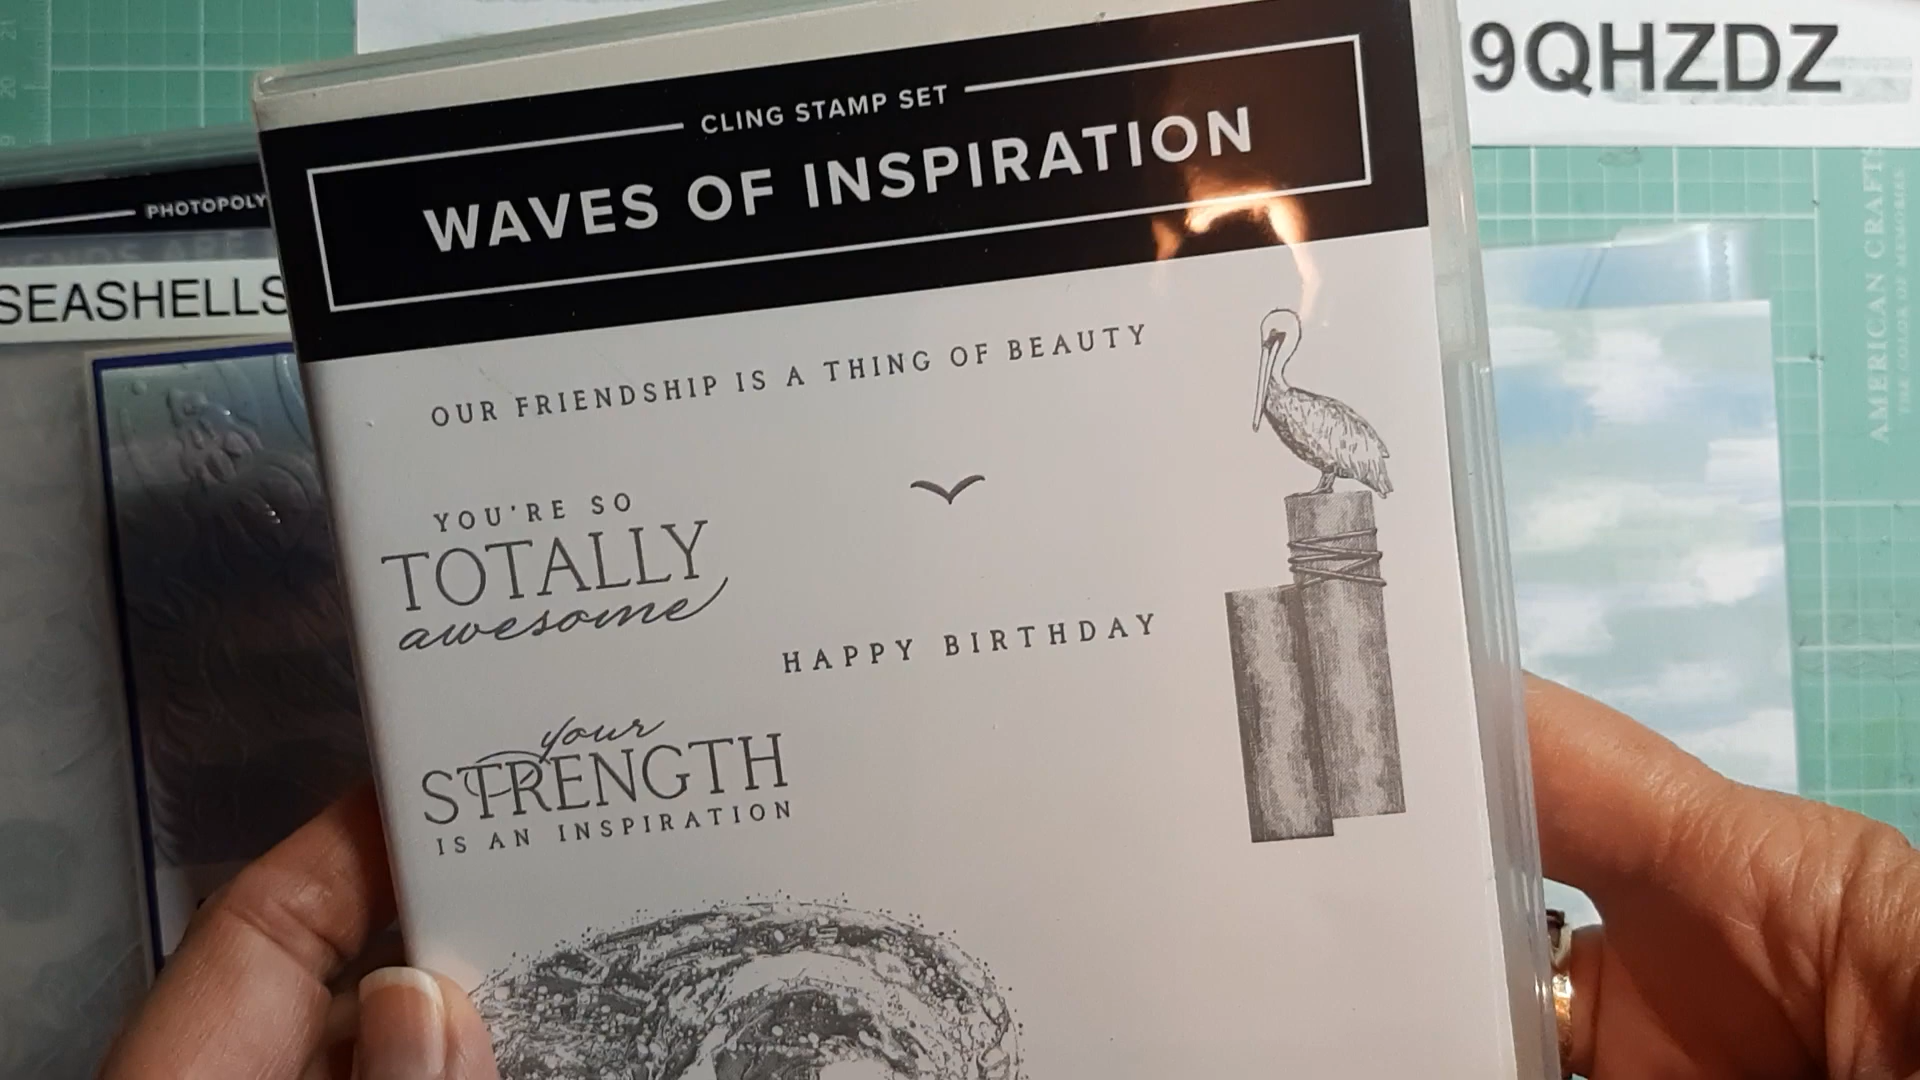 CLING STAMP SET
WAVES OF INSPIRATION
OUR FRIENDSHIP IS A THING OF BEAUTY
YOU'RE SO
TOTALLY
awesome
HAPPY BIRTHDAY
your
STRENGTH
IS AN INSPIRATION
PHOTOPOLY
SEASHELLS
9QHZDZ
AMERICAN CRAFTS